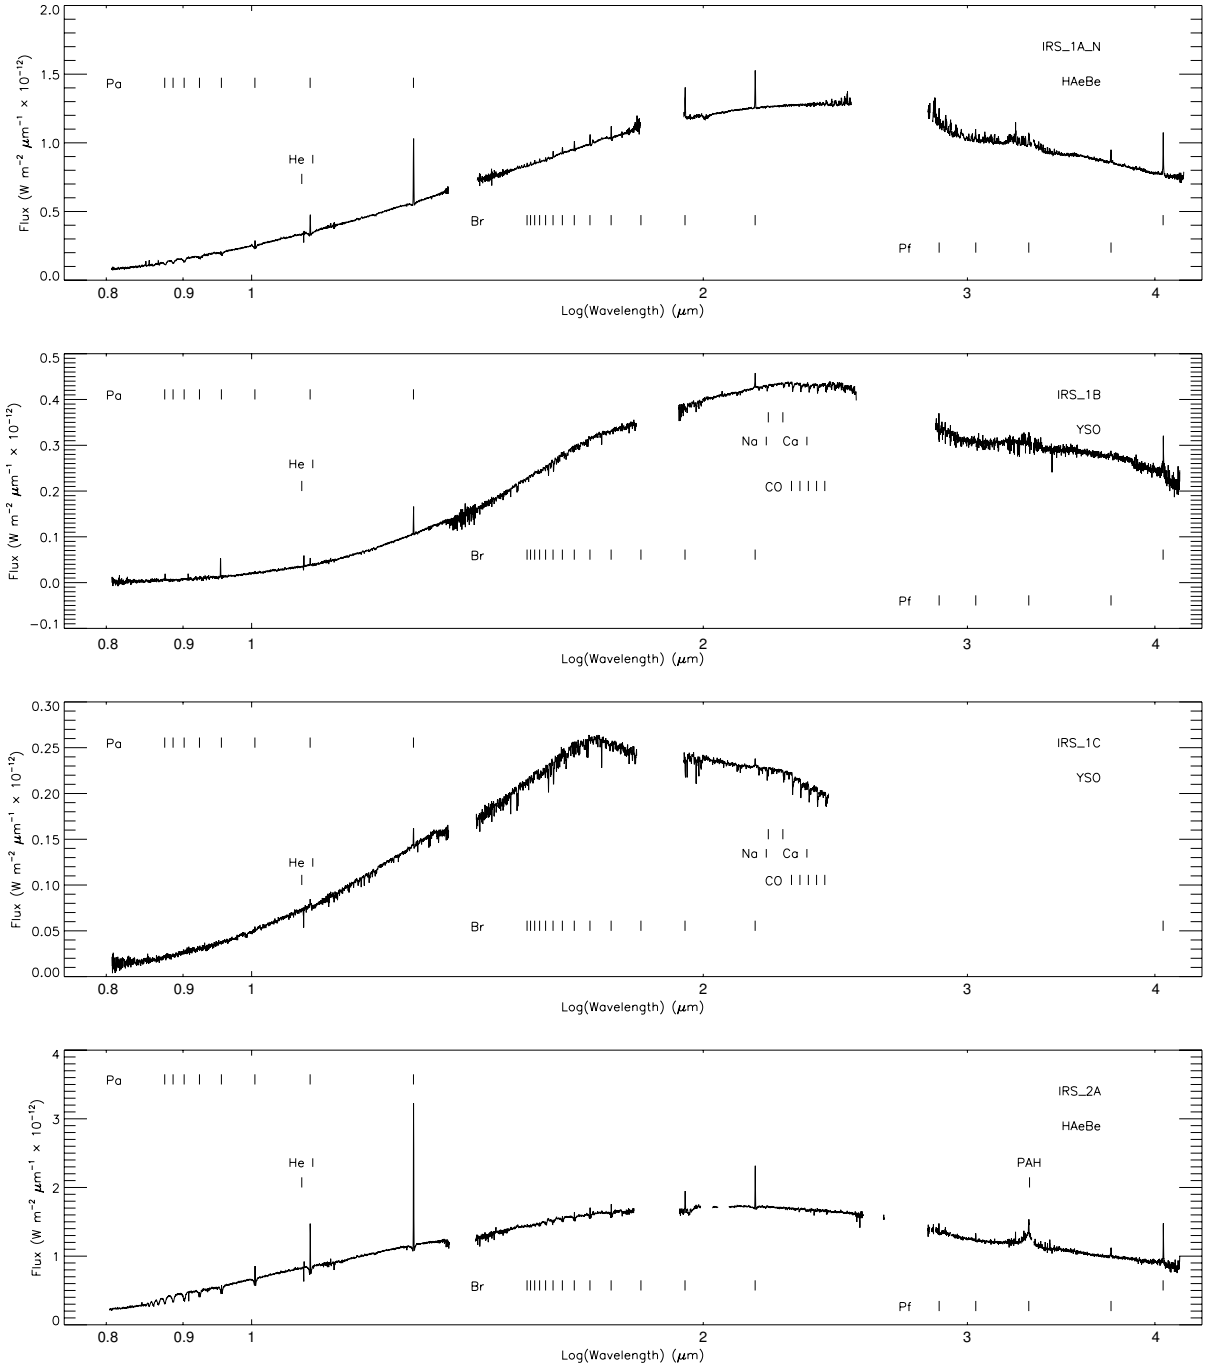 2.0
IRS_1A_N
1.5
Pa
HAeBe
1.0
He
0.5
Br
Pf
0.0
Flux (W m⁻² μm⁻¹ × 10⁻¹²)
0.8 0.9 1 2 3 4
Log(Wavelength) (μm)
0.5
Pa
IRS_1B
0.4
YSO
Na Ca
0.3
He
CO
0.2
0.1
Br
0.0
Pf
−0.1
Flux (W m⁻² μm⁻¹ × 10⁻¹²)
0.8 0.9 1 2 3 4
Log(Wavelength) (μm)
0.30
Pa
IRS_1C
0.25
YSO
0.20
0.15
Na Ca
He
CO
0.10
Br
0.05
0.00
Flux (W m⁻² μm⁻¹ × 10⁻¹²)
0.8 0.9 1 2 3 4
Log(Wavelength) (μm)
4
Pa
IRS_2A
3
HAeBe
He
PAH
2
1
Br
Pf
0
Flux (W m⁻² μm⁻¹ × 10⁻¹²)
0.8 0.9 1 2 3 4
Log(Wavelength) (μm)